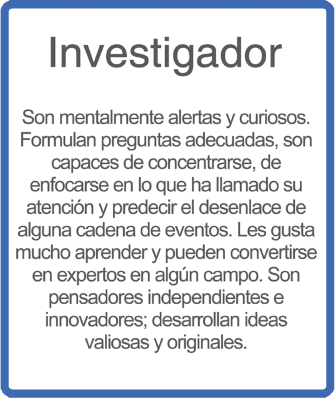 Investigador
Son mentalmente alertas y curiosos.
Formulan preguntas adecuadas, son
capaces de concentrarse, de
enfocarse en lo que ha llamado su
atención y predecir el desenlace de
alguna cadena de eventos. Les gusta
mucho aprender y pueden convertirse
en expertos en algún campo. Son
pensadores independientes e
innovadores; desarrollan ideas
valiosas y originales.